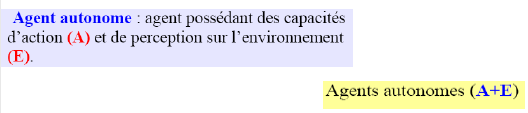 Agent autonome : agent possédant des capacités
d'action (A) et de perception sur l'environnement
(E).
Agents autonomes (A+E)